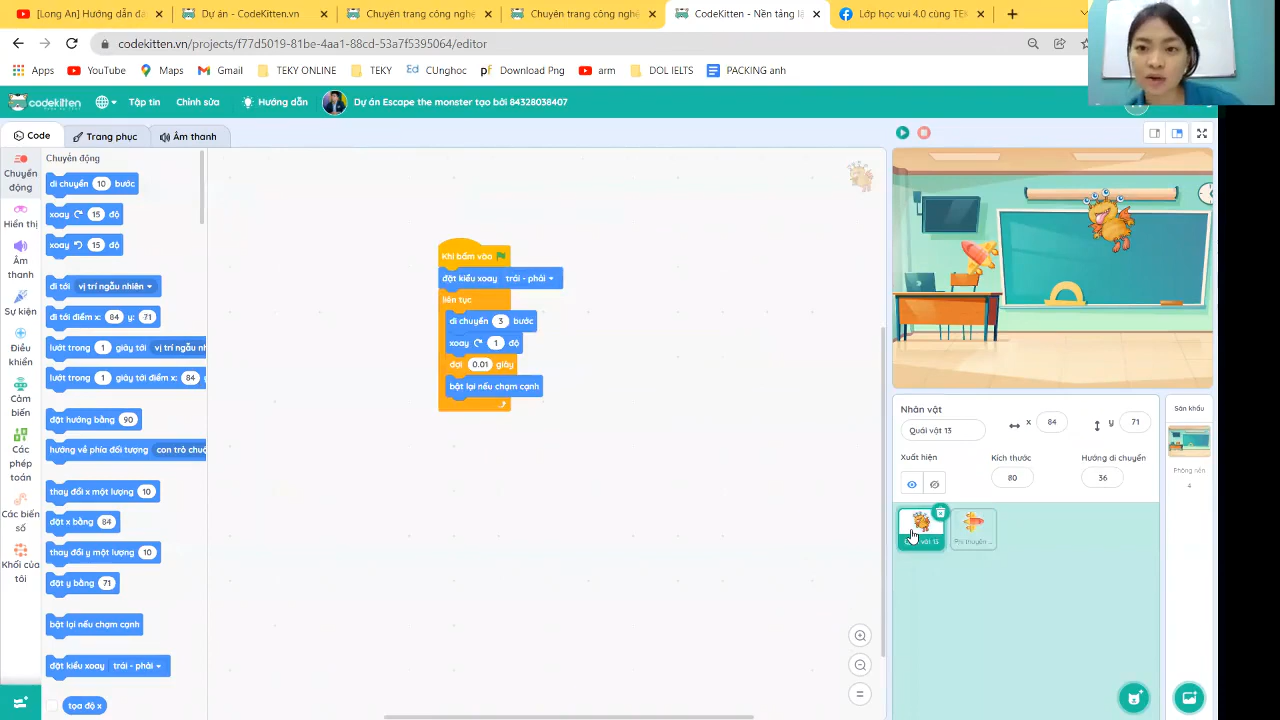 [Long An] Hướng dẫn đă
Dự án - CodeKitten.vn
Chuyên trang công nghệ
Chuyên trang công nghệ
CodeKitten - Nền tảng lậ
Lớp học vui 4.0 cùng TEK
codekitten.vn/projects/f77d5019-81be-4aa1-88cd-53a7f5395064/editor
Apps
YouTube
Maps
Gmail
TEKY ONLINE
TEKY
CUnghoc
Download Png
arm
DOL IELTS
PACKING anh
codekitten
Tập tin
Chỉnh sửa
Hướng dẫn
Dự án Escape the monster tạo bởi 84328038407
Code
Trang phục
Âm thanh
Chuyển động
Hiển thị
Âm thanh
Sự kiện
Điều khiển
Cảm biến
Các phép toán
Các biến số
Khối của tôi
Chuyển động
di chuyển 10 bước
xoay 15 độ
xoay 15 độ
đi tới vị trí ngẫu nhiên
đi tới điểm x: 84 y: 71
lướt trong 1 giây tới vị trí ngẫu nh
lướt trong 1 giây tới điểm x: 84
đặt hướng bằng 90
hướng về phía đối tượng con trỏ chuộ
thay đổi x một lượng 10
đặt x bằng 84
thay đổi y một lượng 10
đặt y bằng 71
bật lại nếu chạm cạnh
đặt kiểu xoay trái - phải
tọa độ x
Khi bấm vào
đặt kiểu xoay trái - phải
liên tục
di chuyển 3 bước
xoay 1 độ
đợi 0.01 giây
bật lại nếu chạm cạnh
Nhân vật
Quái vật 13
x 84
y 71
Xuất hiện
Kích thước
80
Hướng di chuyển
36
vật 13
Phi thuyền ...
Sân khấu
Phông nền
4